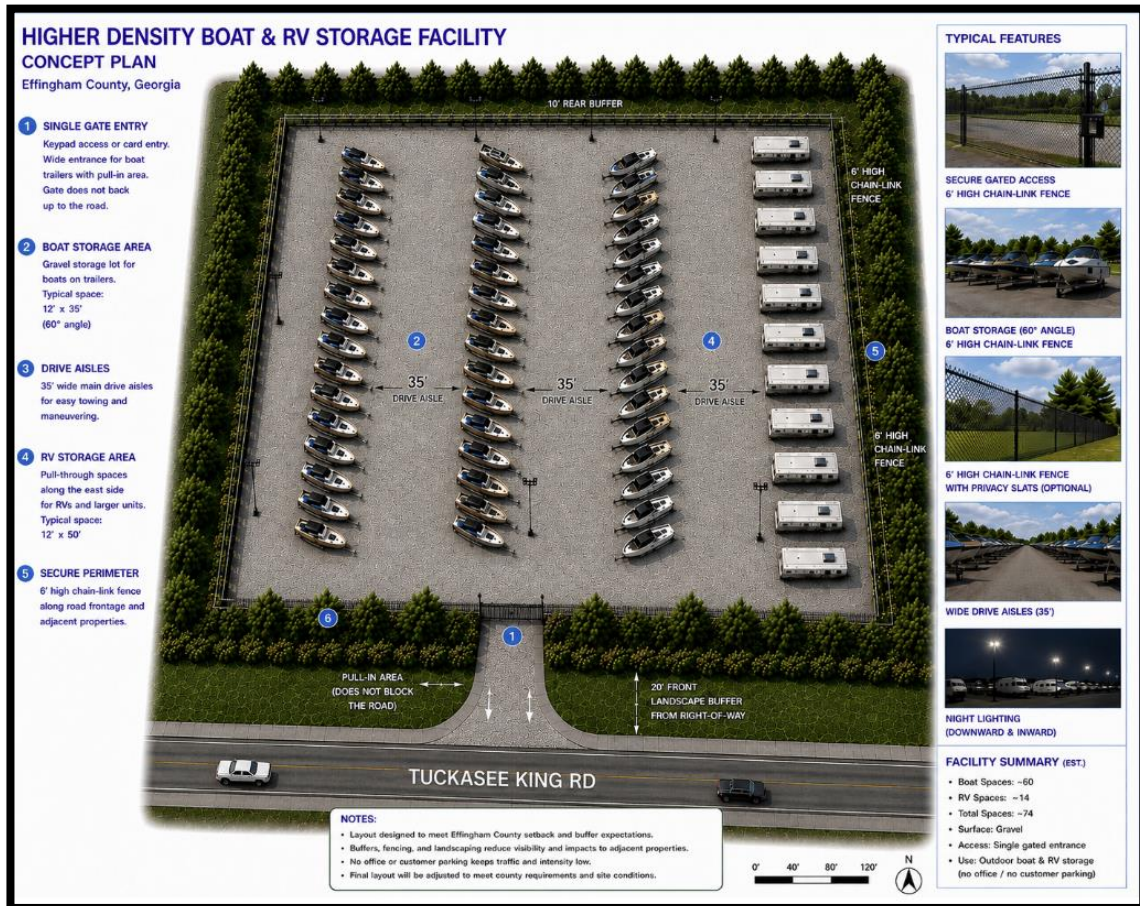 HIGHER DENSITY BOAT & RV STORAGE FACILITY
CONCEPT PLAN
Effingham County, Georgia
1 SINGLE GATE ENTRY
Keypad access or card entry.
Wide entrance for boat
trailers with pull-in area.
Gate does not back
up to the road.
2 BOAT STORAGE AREA
Gravel storage lot for
boats on trailers.
Typical space:
12' x 35'
(60° angle)
3 DRIVE AISLES
35' wide main drive aisles
for easy towing and
maneuvering.
4 RV STORAGE AREA
Pull-through spaces
along the east side
for RVs and larger units.
Typical space:
12' x 50'
5 SECURE PERIMETER
6' high chain-link fence
along road frontage and
adjacent properties.
10' REAR BUFFER
6' HIGH
CHAIN-LINK
FENCE
2
4
5
35'
DRIVE AISLE
35'
DRIVE AISLE
35'
DRIVE AISLE
6' HIGH
CHAIN-LINK
FENCE
6
1
PULL-IN AREA
(DOES NOT BLOCK
THE ROAD)
20' FRONT
LANDSCAPE BUFFER
FROM RIGHT-OF-WAY
TUCKASEE KING RD
NOTES:
• Layout designed to meet Effingham County setback and buffer expectations.
• Buffers, fencing, and landscaping reduce visibility and impacts to adjacent properties.
• No office or customer parking keeps traffic and intensity low.
• Final layout will be adjusted to meet county requirements and site conditions.
0' 40' 80' 120'
N
TYPICAL FEATURES
SECURE GATED ACCESS
6' HIGH CHAIN-LINK FENCE
BOAT STORAGE (60° ANGLE)
6' HIGH CHAIN-LINK FENCE
6' HIGH CHAIN-LINK FENCE
WITH PRIVACY SLATS (OPTIONAL)
WIDE DRIVE AISLES (35')
NIGHT LIGHTING
(DOWNWARD & INWARD)
FACILITY SUMMARY (EST.)
• Boat Spaces: ~60
• RV Spaces: ~14
• Total Spaces: ~74
• Surface: Gravel
• Access: Single gated entrance
• Use: Outdoor boat & RV storage
(no office / no customer parking)